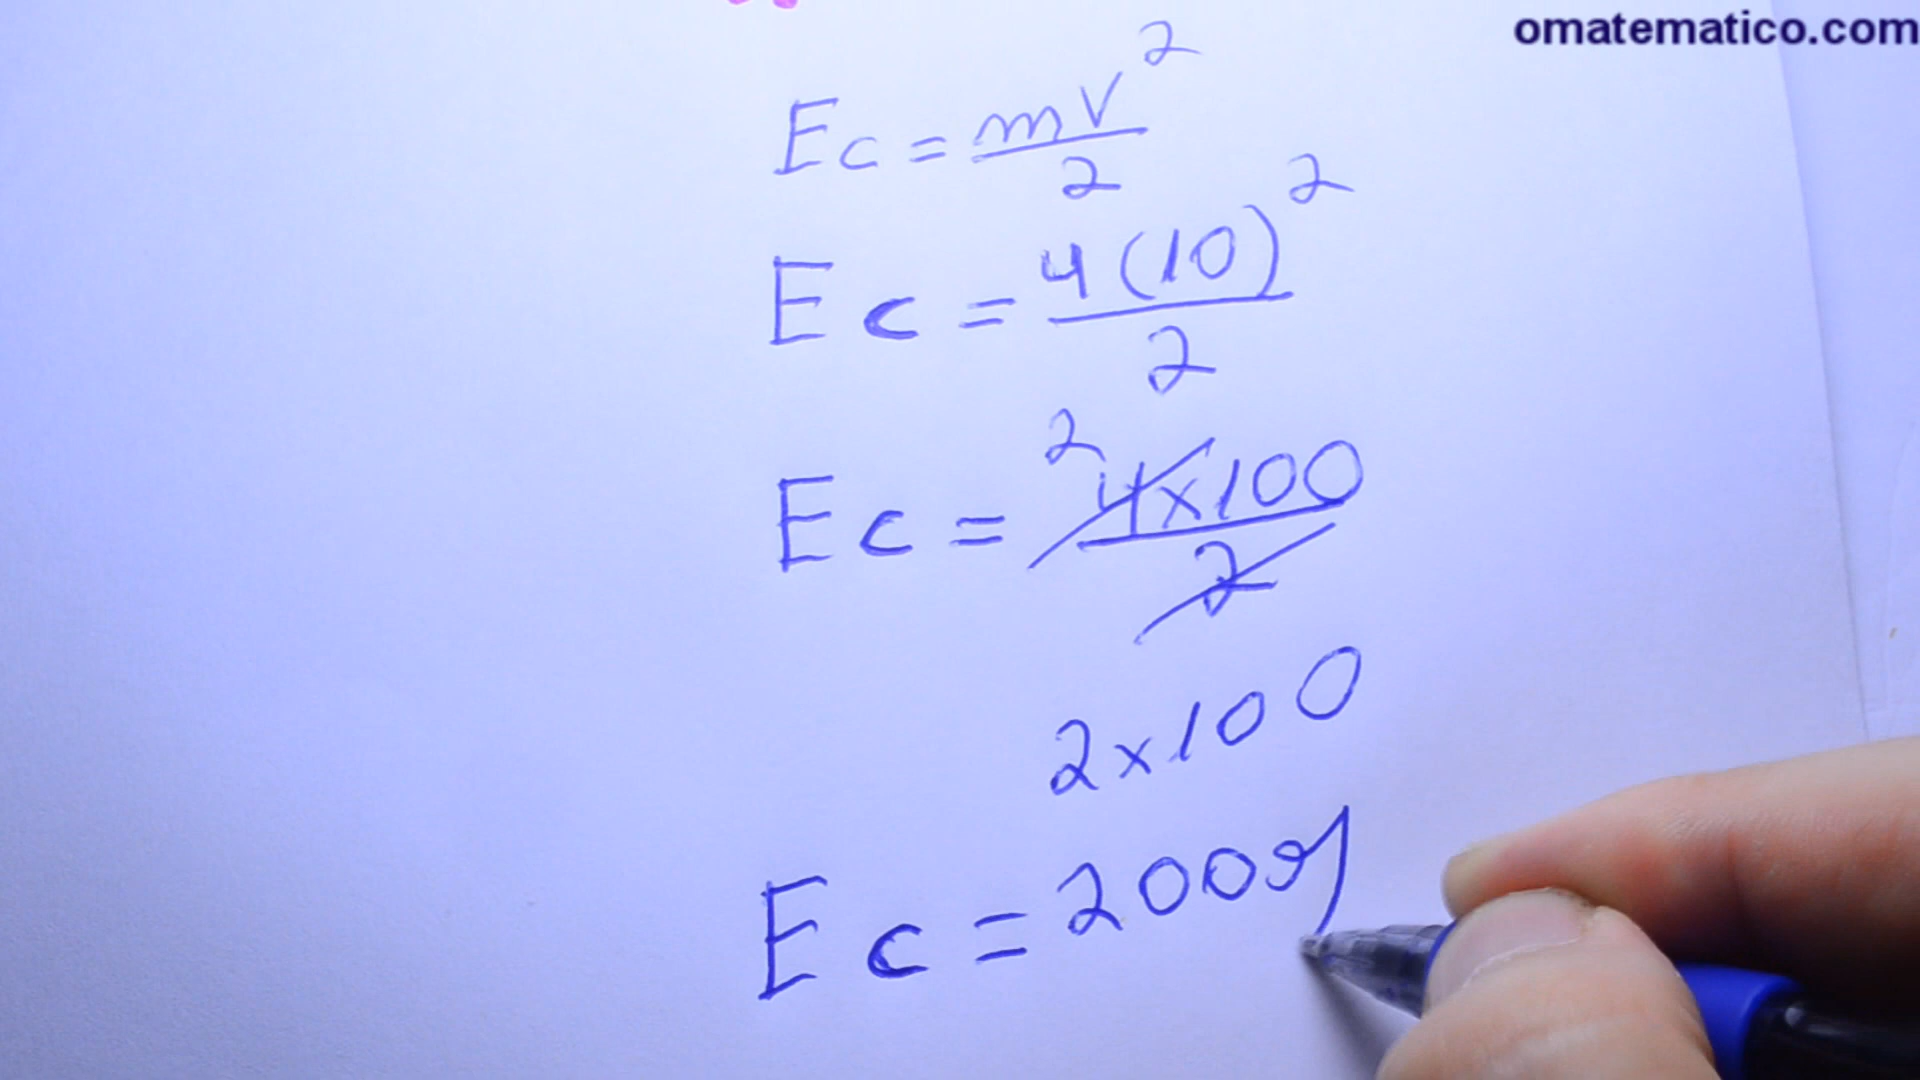 omatematico.com
Ec = mv²/2
Ec = 4(10)²/2
Ec = ²4x100/2
2x100
Ec = 200J